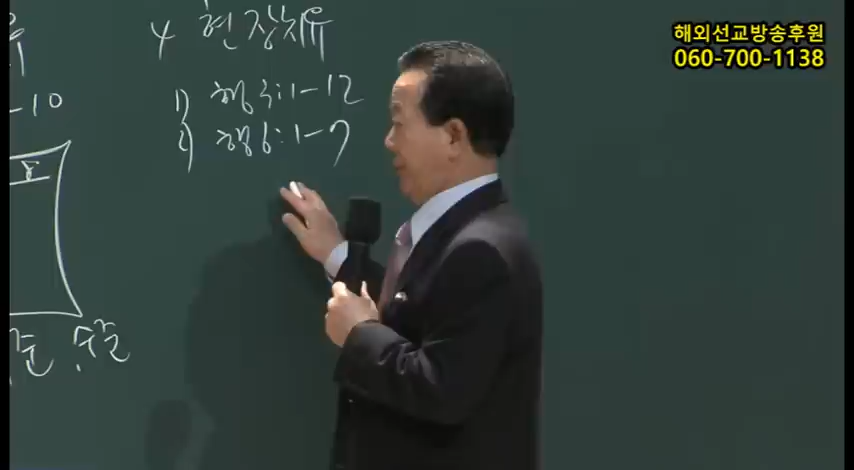 해외선교방송후원
060-700-1138
4 현장치유
-10
1) 행 3:1-12
2) 행 6:1-7